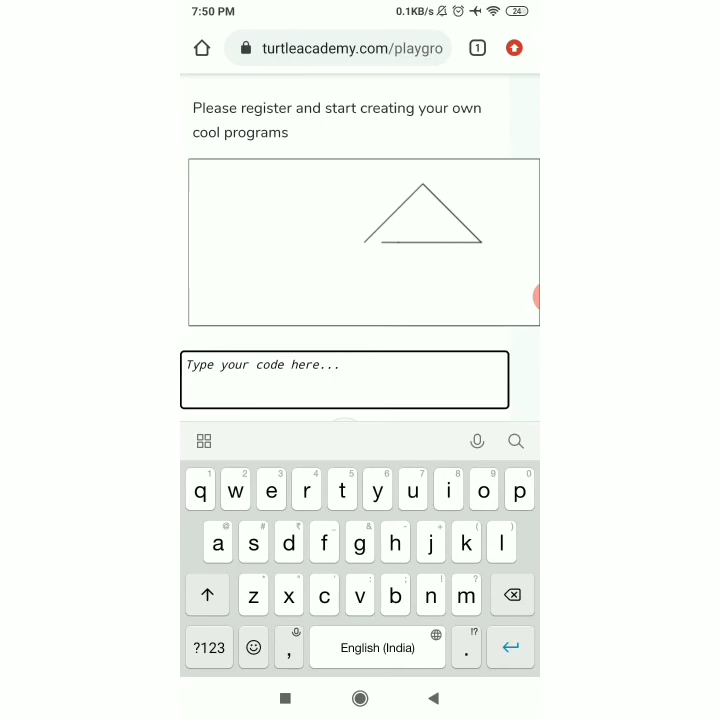 7:50 PM 0.1KB/s 24
turtleacademy.com/playgro 1
Please register and start creating your own
cool programs
Type your code here...
1 2 3 4 5 6 7 8 9 0
q w e r t y u i o p
@ # ₹ _ & - + ( )
a s d f g h j k l
* " ' : ; ! ?
z x c v b n m
?123 , English (India) !? .